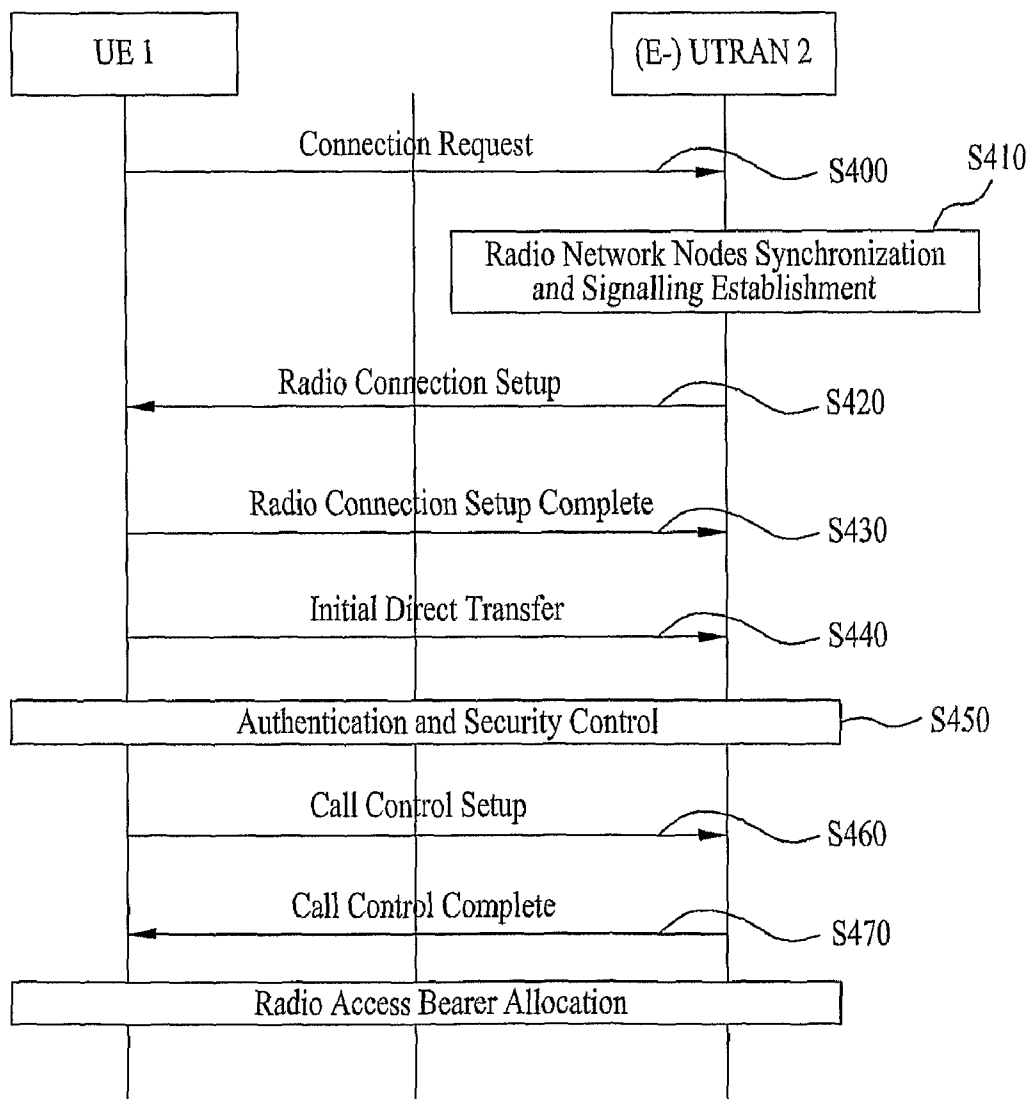 UE 1
(E-) UTRAN 2
Connection Request
S400
S410
Radio Network Nodes Synchronization
and Signalling Establishment
Radio Connection Setup
S420
Radio Connection Setup Complete
S430
Initial Direct Transfer
S440
Authentication and Security Control
S450
Call Control Setup
S460
Call Control Complete
S470
Radio Access Bearer Allocation